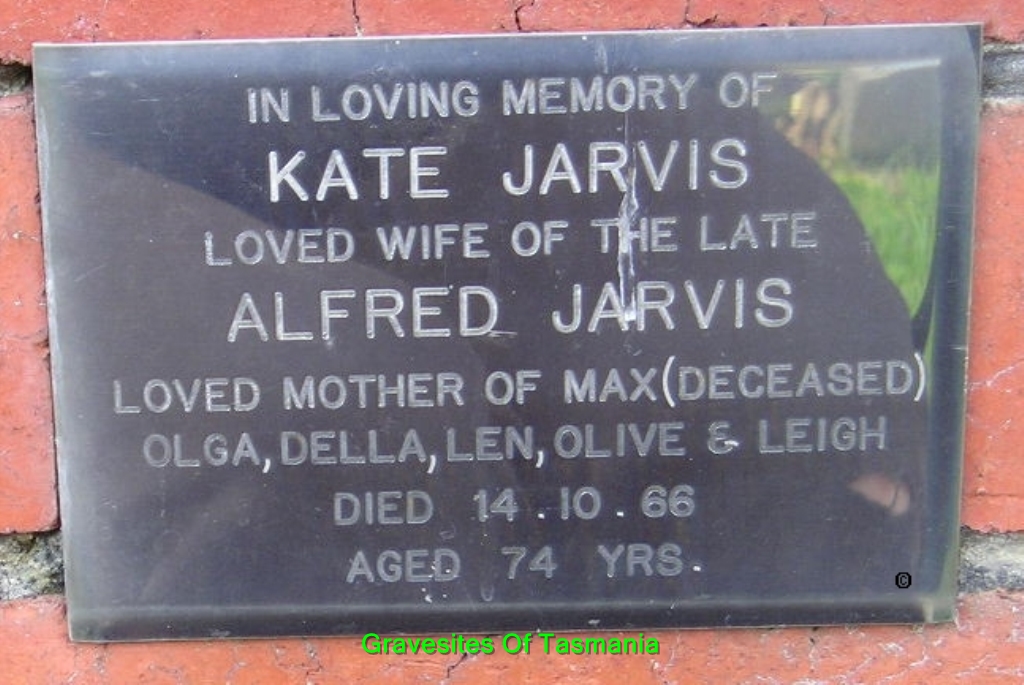 IN LOVING MEMORY OF
KATE JARVIS
LOVED WIFE OF THE LATE
ALFRED JARVIS
LOVED MOTHER OF MAX (DECEASED)
OLGA, DELLA, LEN, OLIVE & LEIGH
DIED 14.10.66
AGED 74 YRS.
©
Gravesites Of Tasmania